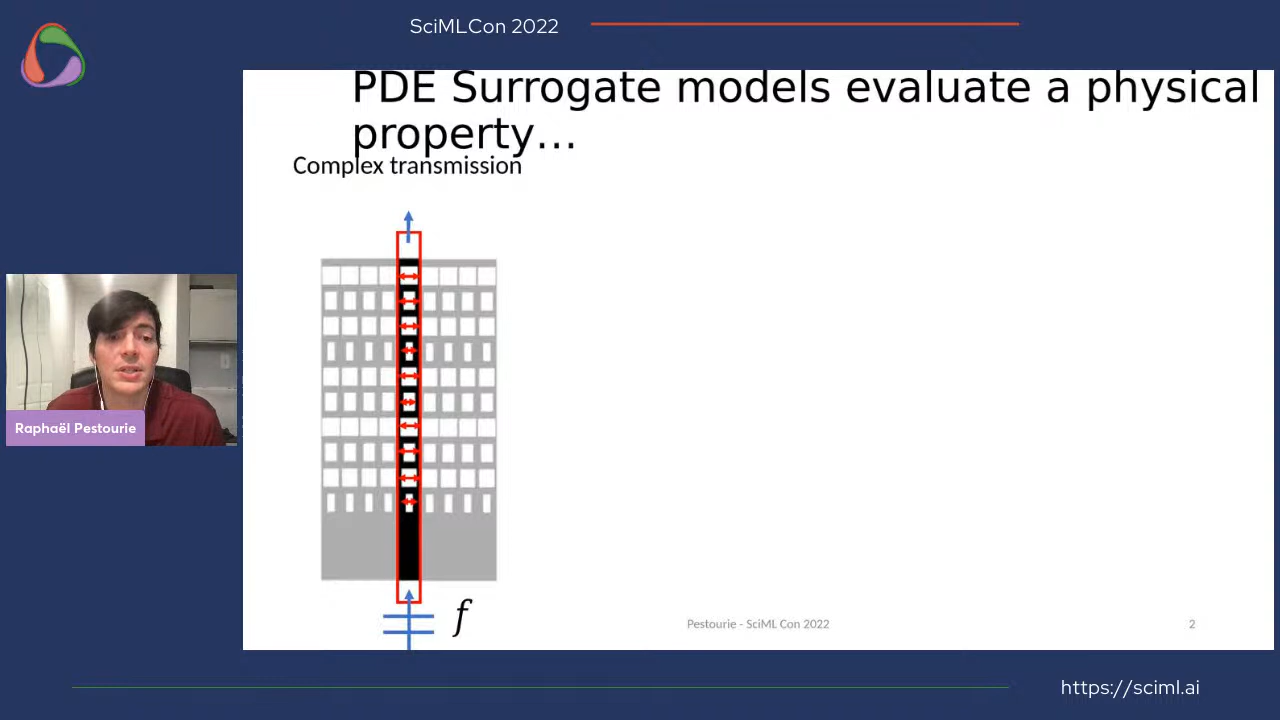 SciMLCon 2022
PDE Surrogate models evaluate a physical
property...
Complex transmission
Raphaël Pestourie
f
Pestourie - SciML Con 2022
2
https://sciml.ai